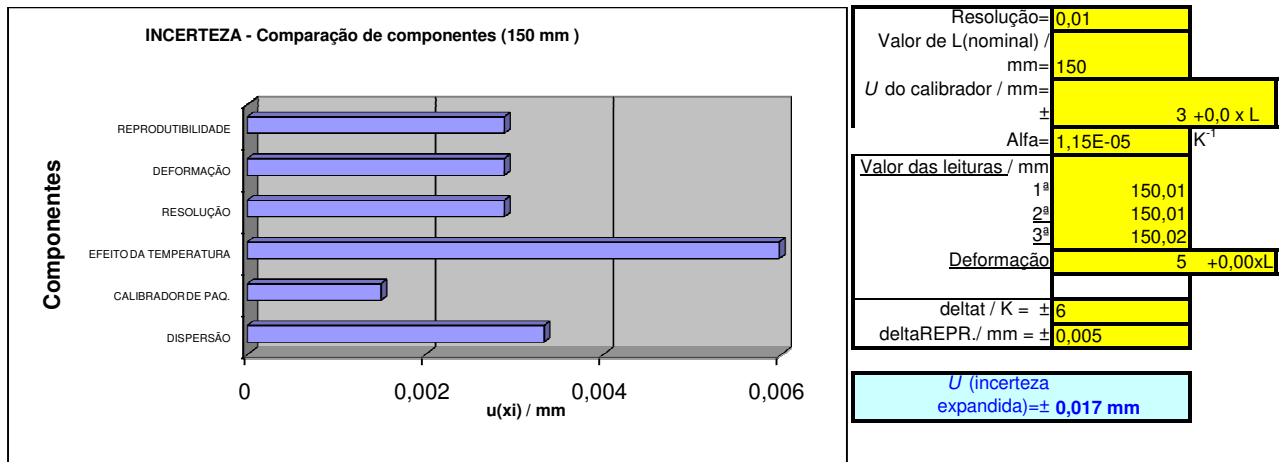 INCERTEZA - Comparação de componentes (150 mm )
Componentes
REPRODUTIBILIDADE
DEFORMAÇÃO
RESOLUÇÃO
EFEITO DA TEMPERATURA
CALIBRADOR DE PAQ.
DISPERSÃO
0 0,002 0,004 0,006
u(xi) / mm
Resolução= 0,01
Valor de L(nominal) /
mm= 150
U do calibrador / mm=
± 3 +0,0 x L
Alfa= 1,15E-05 K⁻¹
Valor das leituras / mm
1ª 150,01
2ª 150,01
3ª 150,02
Deformação 5 +0,00xL
deltat / K = ± 6
deltaREPR./ mm = ± 0,005
U (incerteza
expandida)=± 0,017 mm